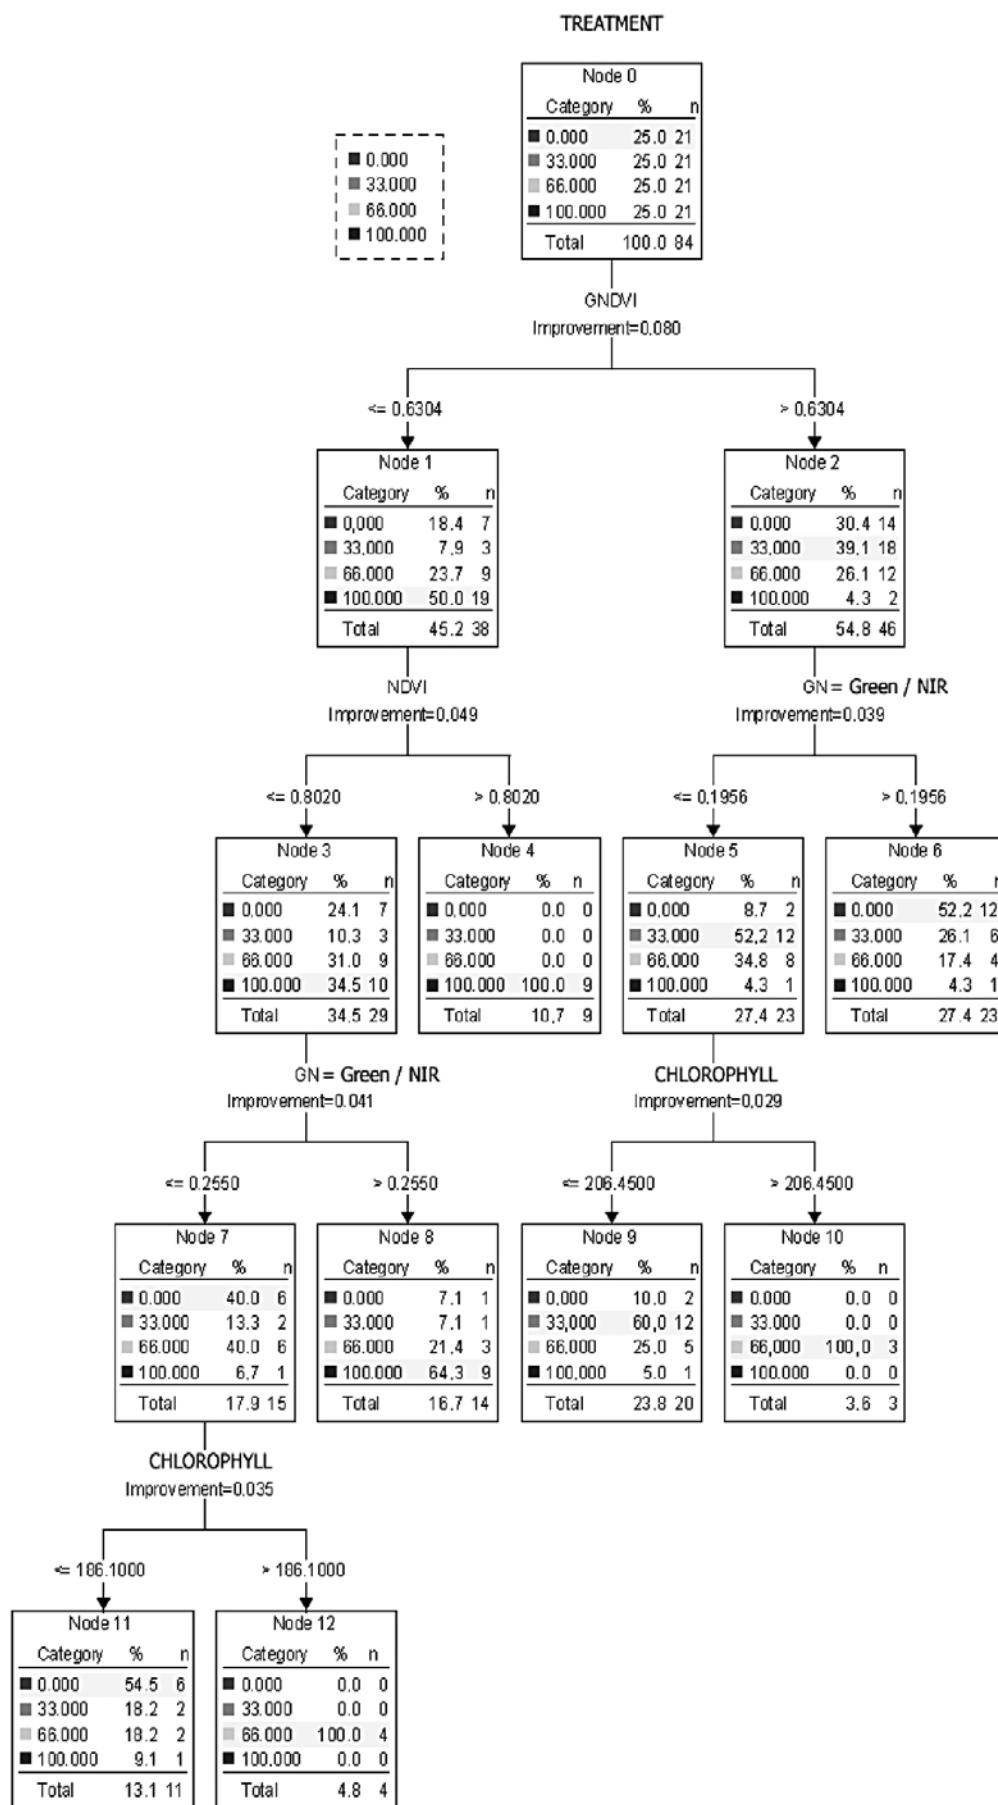 TREATMENT
Node 0
Category % n
0.000 25.0 21
33.000 25.0 21
66.000 25.0 21
100.000 25.0 21
Total 100.0 84
0.000
33.000
66.000
100.000
GNDVI
Improvement=0.080
<= 0.6304 > 0.6304
Node 1
Category % n
0,000 18.4 7
33.000 7.9 3
66.000 23.7 9
100.000 50.0 19
Total 45.2 38
Node 2
Category % n
0.000 30.4 14
33.000 39.1 18
66.000 26.1 12
100.000 4.3 2
Total 54.8 46
NDVI
Improvement=0.049
GN = Green / NIR
Improvement=0.039
<= 0.8020 > 0.8020 <= 0.1956 > 0.1956
Node 3
Category % n
0.000 24.1 7
33.000 10.3 3
66.000 31.0 9
100.000 34.5 10
Total 34.5 29
Node 4
Category % n
0.000 0.0 0
33.000 0.0 0
66.000 0.0 0
100.000 100.0 9
Total 10.7 9
Node 5
Category % n
0.000 8.7 2
33.000 52.2 12
66.000 34.8 8
100.000 4.3 1
Total 27.4 23
Node 6
Category %
0.000 52.2 12
33.000 26.1 6
66.000 17.4 4
100.000 4.3 1
Total 27.4 23
GN = Green / NIR
Improvement=0.041
CHLOROPHYLL
Improvement=0.029
<= 0.2550 > 0.2550 <= 206.4500 > 206.4500
Node 7
Category % n
0.000 40.0 6
33.000 13.3 2
66.000 40.0 6
100.000 6.7 1
Total 17.9 15
Node 8
Category % n
0.000 7.1 1
33.000 7.1 1
66.000 21.4 3
100.000 64.3 9
Total 16.7 14
Node 9
Category % n
0.000 10.0 2
33,000 60,0 12
66.000 25.0 5
100,000 5.0 1
Total 23.8 20
Node 10
Category % n
0.000 0.0 0
33.000 0.0 0
66,000 100,0 3
100.000 0.0 0
Total 3.6 3
CHLOROPHYLL
Improvement=0.035
<= 186.1000 > 186.1000
Node 11
Category % n
0.000 54.5 6
33.000 18.2 2
66.000 18.2 2
100.000 9.1 1
Total 13.1 11
Node 12
Category % n
0.000 0.0 0
33.000 0.0 0
66.000 100.0 4
100.000 0.0 0
Total 4.8 4